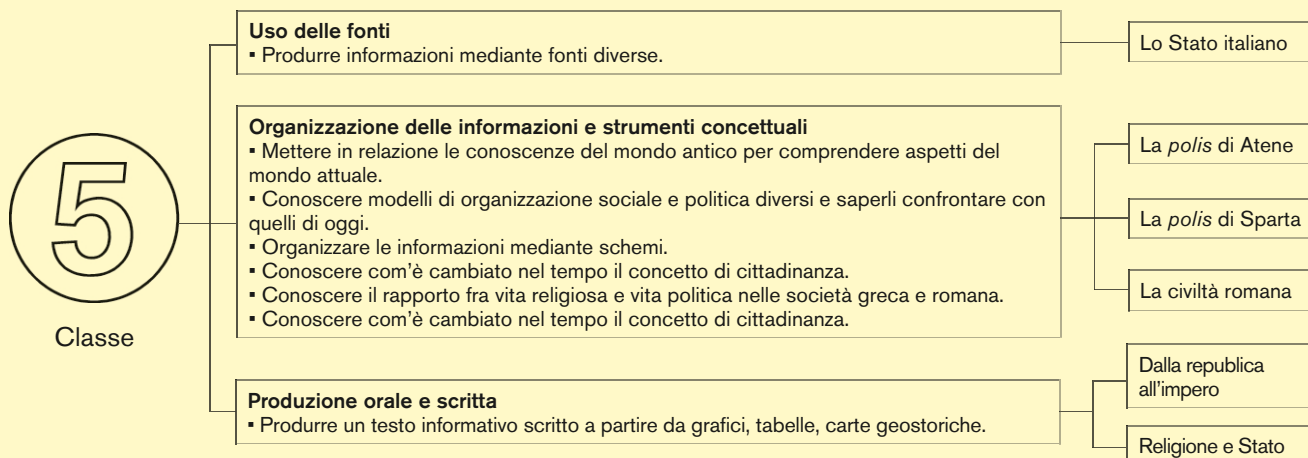 5
Classe
Uso delle fonti
▪ Produrre informazioni mediante fonti diverse.
Lo Stato italiano
Organizzazione delle informazioni e strumenti concettuali
▪ Mettere in relazione le conoscenze del mondo antico per comprendere aspetti del
mondo attuale.
▪ Conoscere modelli di organizzazione sociale e politica diversi e saperli confrontare con
quelli di oggi.
▪ Organizzare le informazioni mediante schemi.
▪ Conoscere com'è cambiato nel tempo il concetto di cittadinanza.
▪ Conoscere il rapporto fra vita religiosa e vita politica nelle società greca e romana.
▪ Conoscere com'è cambiato nel tempo il concetto di cittadinanza.
La polis di Atene
La polis di Sparta
La civiltà romana
Produzione orale e scritta
▪ Produrre un testo informativo scritto a partire da grafici, tabelle, carte geostoriche.
Dalla republica
all'impero
Religione e Stato